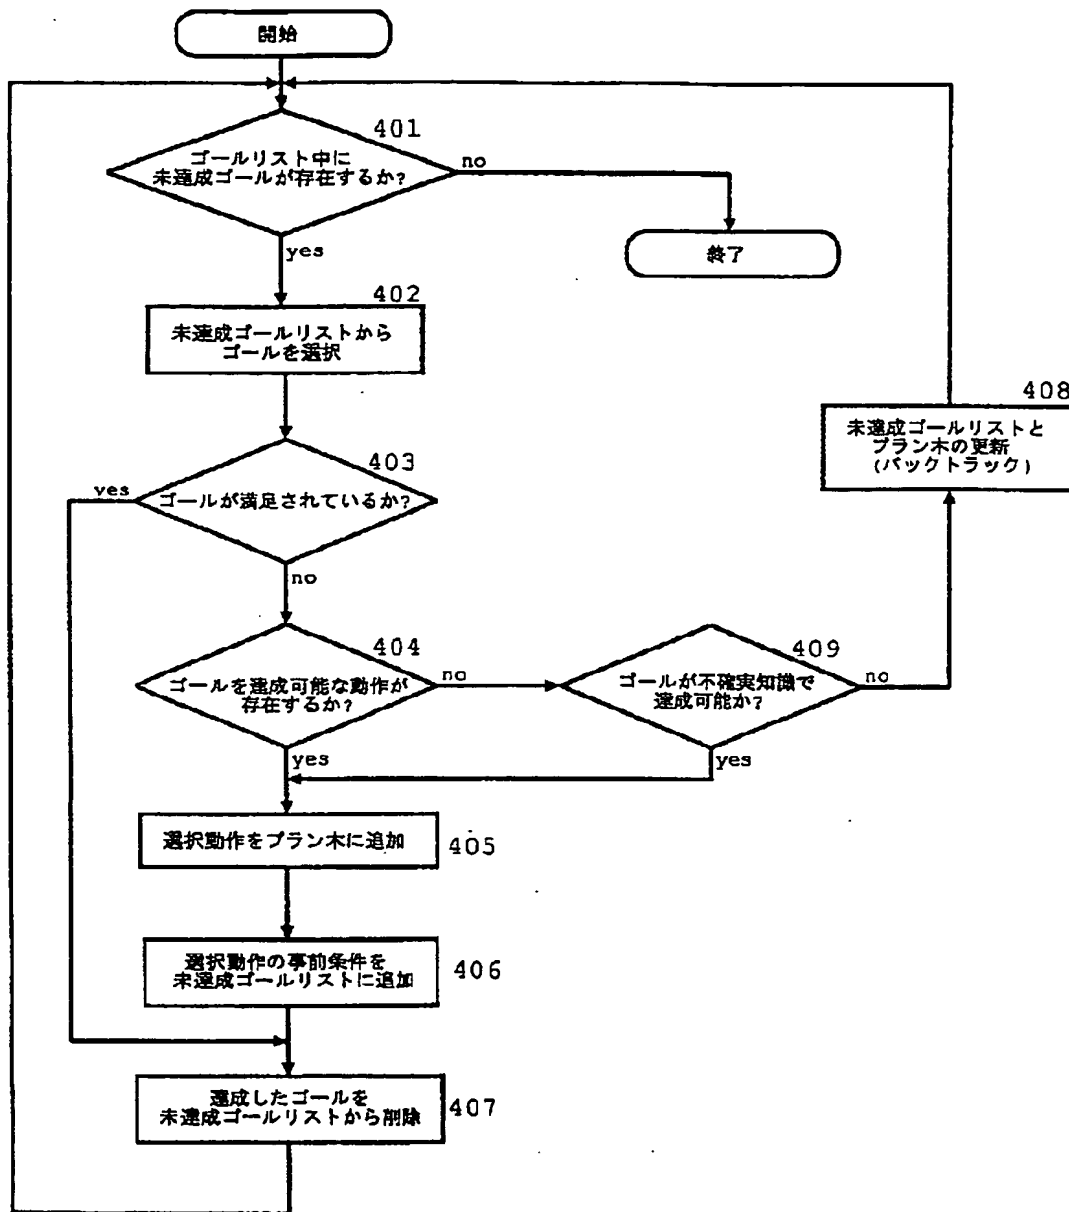 開始
401
ゴールリスト中に
未達成ゴールが存在するか?
no
yes
終了
402
未達成ゴールリストから
ゴールを選択
408
未達成ゴールリストと
プラン木の更新
(バックトラック)
403
yes
ゴールが満足されているか?
no
404
ゴールを達成可能な動作が
存在するか?
no
yes
409
ゴールが不確実知識で
達成可能か?
no
yes
選択動作をプラン木に追加
405
選択動作の事前条件を
未達成ゴールリストに追加
406
達成したゴールを
未達成ゴールリストから削除
407